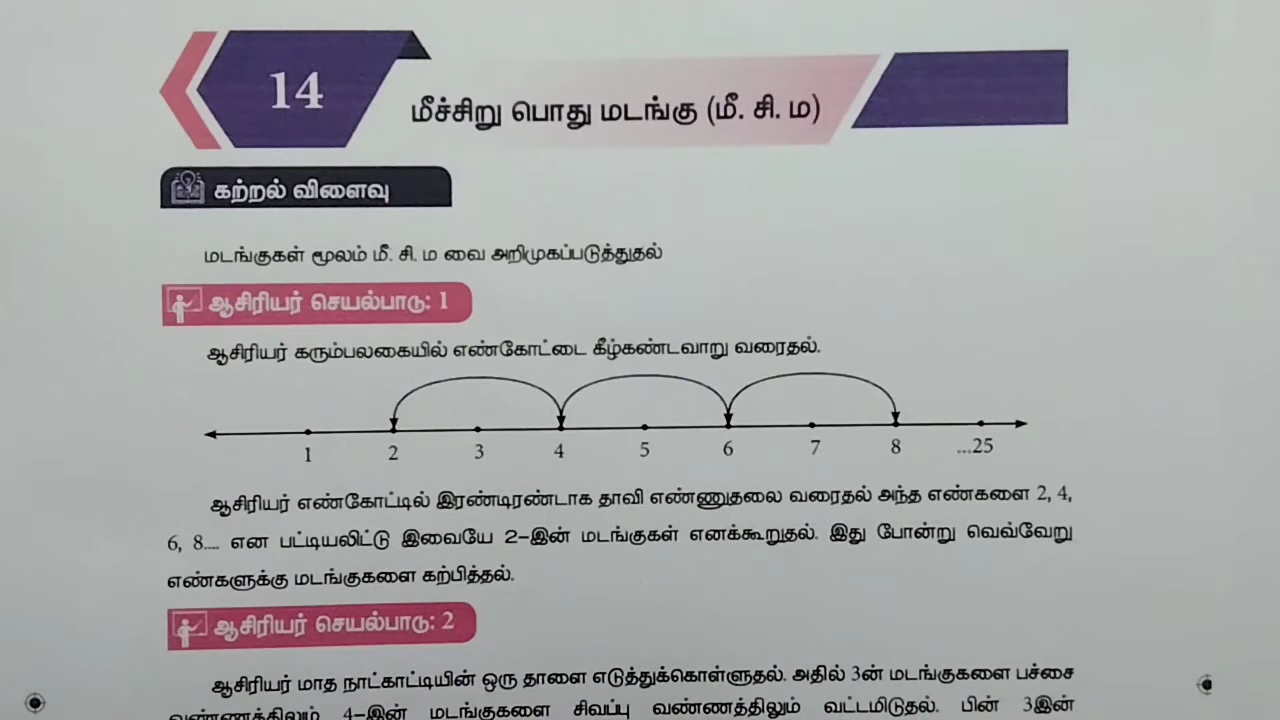 14
மீச்சிறு பொது மடங்கு (மீ. சி. ம)
கற்றல் விளைவு
மடங்குகள் மூலம் மீ. சி. ம வை அறிமுகப்படுத்துதல்
ஆசிரியர் செயல்பாடு: 1
ஆசிரியர் கரும்பலகையில் எண்கோட்டை கீழ்கண்டவாறு வரைதல்.
1 2 3 4 5 6 7 8 ...25
ஆசிரியர் எண்கோட்டில் இரண்டிரண்டாக தாவி எண்ணுதலை வரைதல் அந்த எண்களை 2, 4,
6, 8.... என பட்டியலிட்டு இவையே 2-இன் மடங்குகள் எனக்கூறுதல். இது போன்று வெவ்வேறு
எண்களுக்கு மடங்குகளை கற்பித்தல்.
ஆசிரியர் செயல்பாடு: 2
ஆசிரியர் மாத நாட்காட்டியின் ஒரு தாளை எடுத்துக்கொள்ளுதல். அதில் 3ன் மடங்குகளை பச்சை
வண்ணத்திலும் 4-இன் மடங்குகளை சிவப்பு வண்ணத்திலும் வட்டமிடுதல். பின் 3இன்